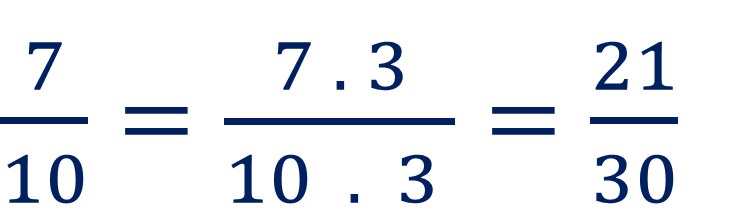 7/10 = 7 . 3/10 . 3 = 21/30